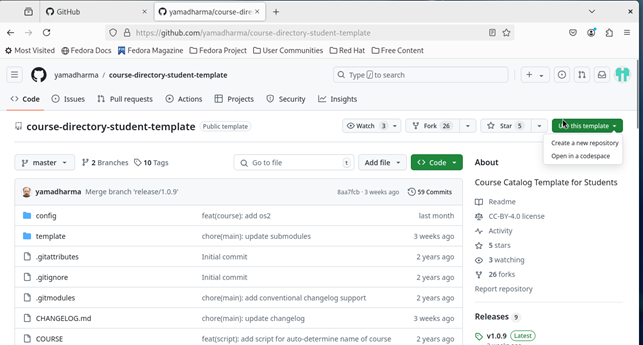 GitHub
yamadharma/course-dire
https://github.com/yamadharma/course-directory-student-template
Most Visited Fedora Docs Fedora Magazine Fedora Project User Communities Red Hat Free Content
yamadharma / course-directory-student-template
Type / to search
Code Issues Pull requests Actions Projects Security Insights
course-directory-student-template Public template
Watch 3 Fork 26 Star 5 Use this template
Create a new repository
Open in a codespace
master 2 Branches 10 Tags Go to file t Add file Code
About
Course Catalog Template for Students
yamadharma Merge branch 'release/1.0.9' 8aa7fcb · 3 weeks ago 59 Commits
config feat(course): add os2 last month
template chore(main): update submodules 3 weeks ago
.gitattributes Initial commit 2 years ago
.gitignore Initial commit 2 years ago
.gitmodules chore(main): add conventional changelog support 2 years ago
CHANGELOG.md chore(main): update changelog 3 weeks ago
COURSE feat(script): add script for auto-determine name of course 2 years ago
Readme
CC-BY-4.0 license
Activity
5 stars
3 watching
26 forks
Report repository
Releases 9
v1.0.9 Latest